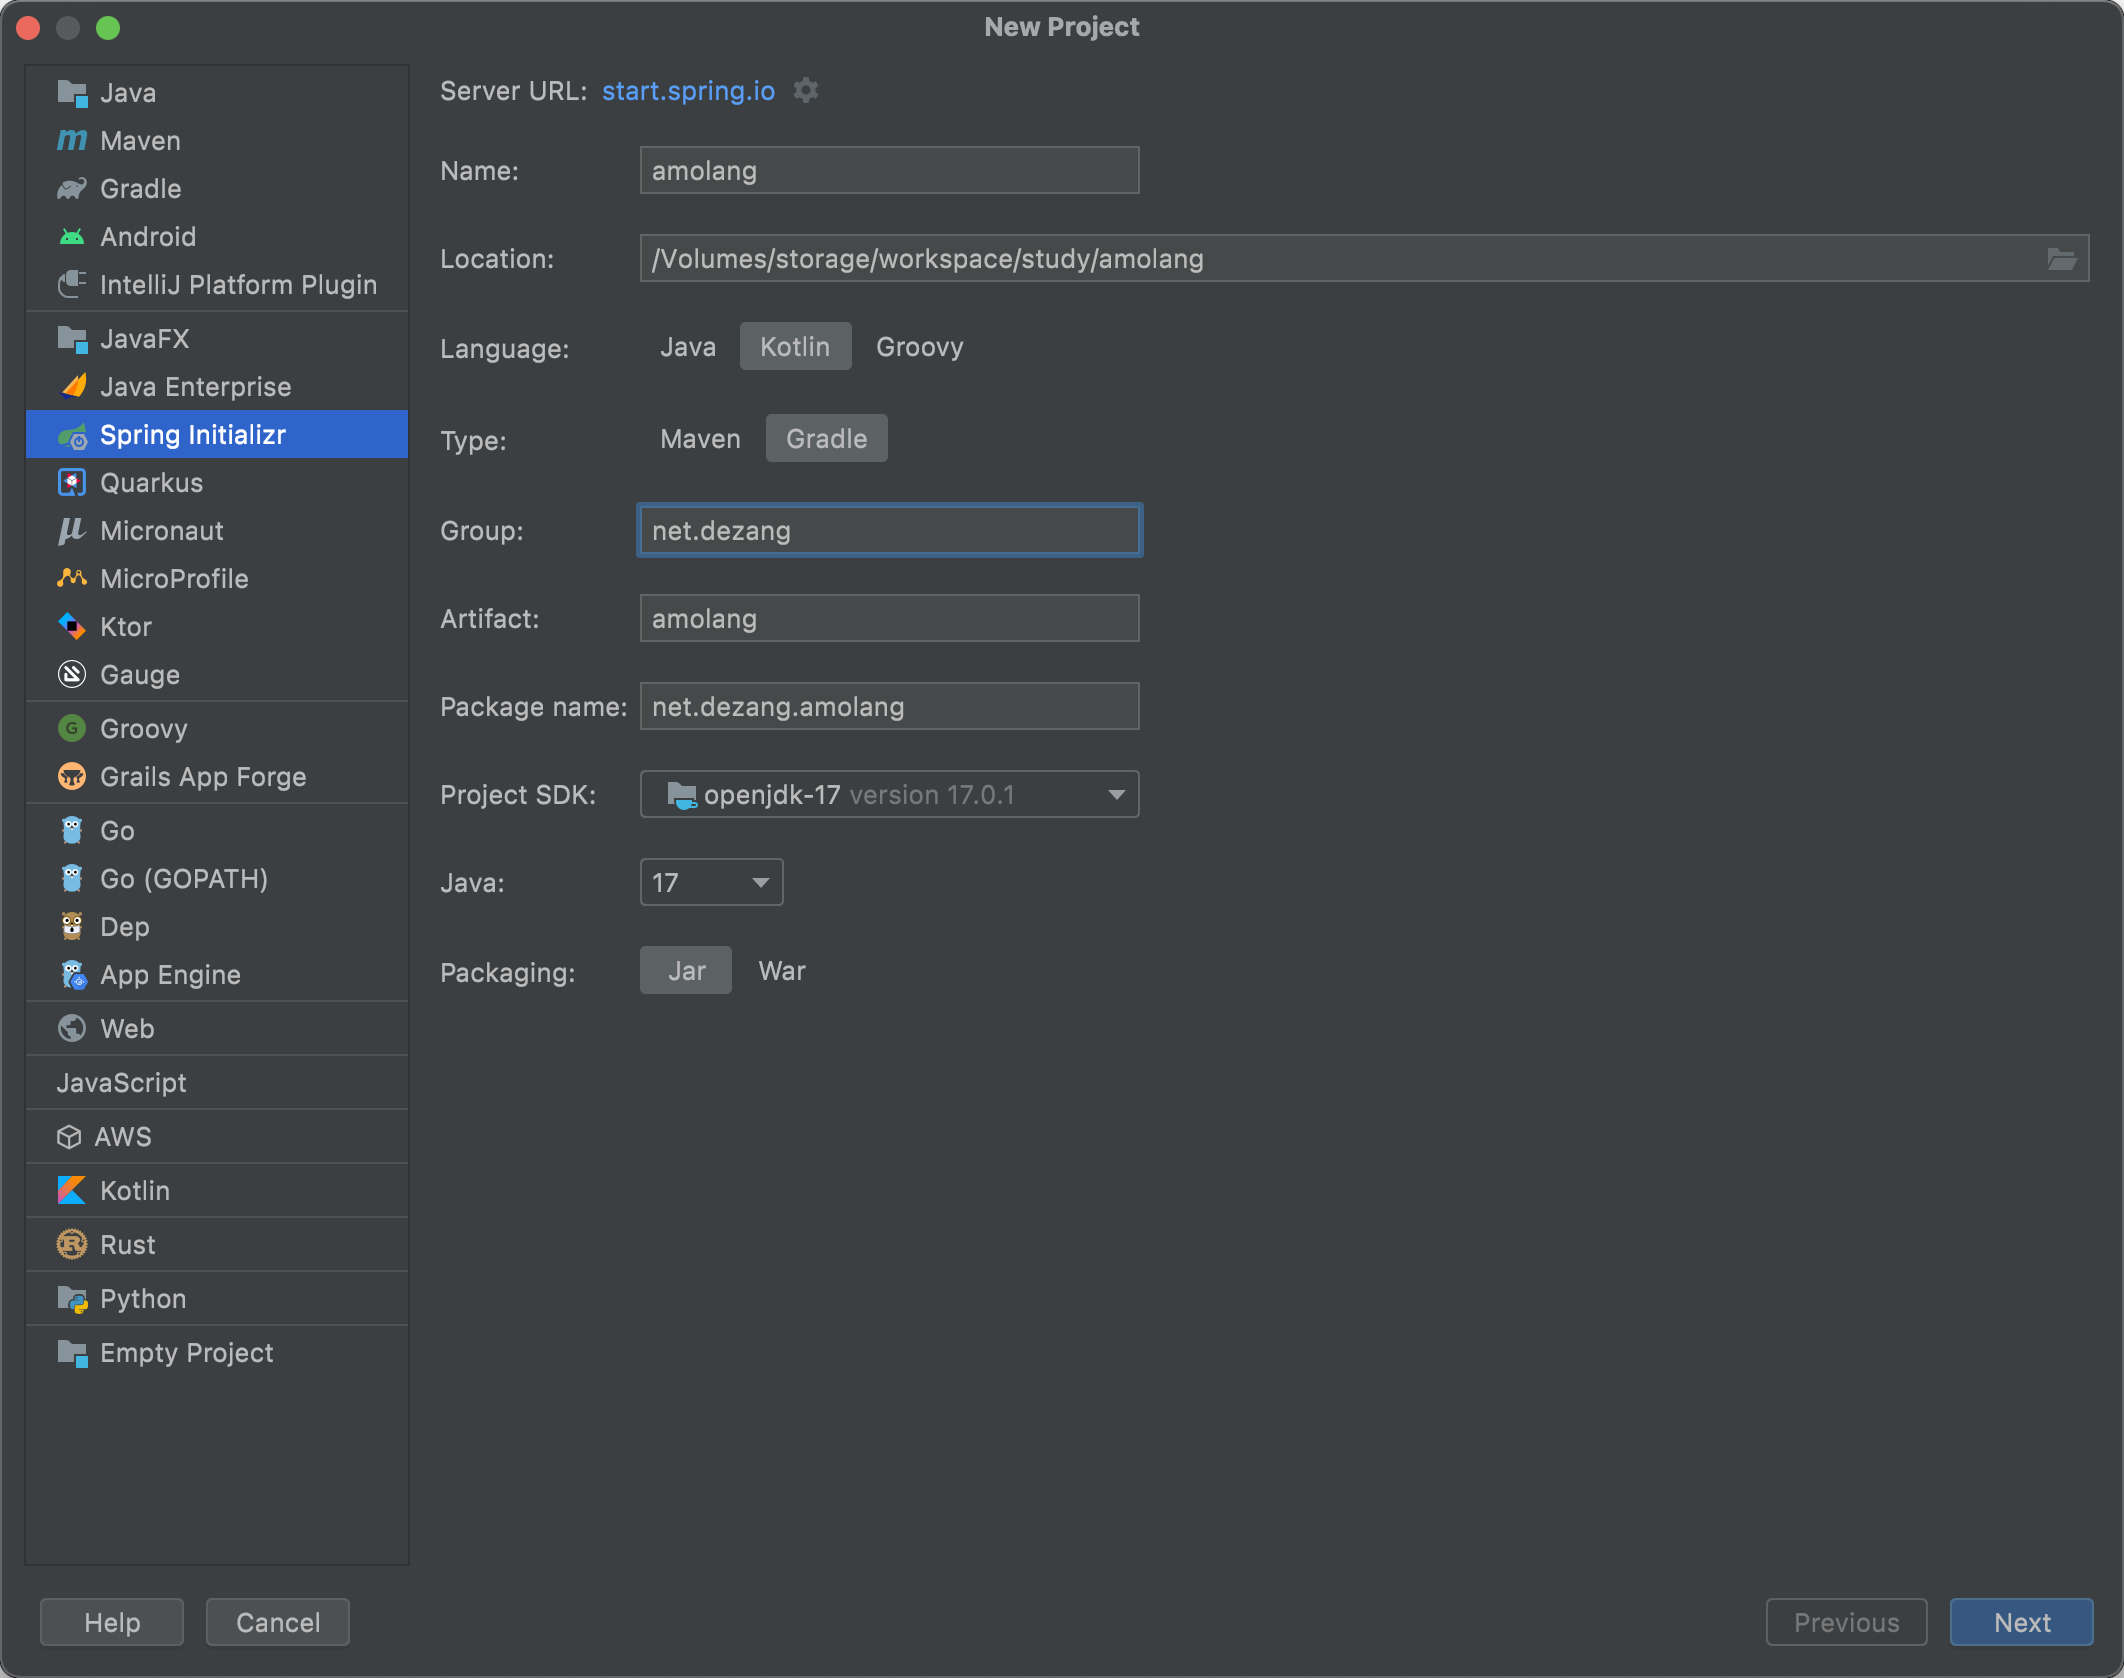 New Project
Java
Maven
Gradle
Android
IntelliJ Platform Plugin
JavaFX
Java Enterprise
Spring Initializr
Quarkus
Micronaut
MicroProfile
Ktor
Gauge
Groovy
Grails App Forge
Go
Go (GOPATH)
Dep
App Engine
Web
JavaScript
AWS
Kotlin
Rust
Python
Empty Project
Server URL: start.spring.io
Name: amolang
Location: /Volumes/storage/workspace/study/amolang
Language: Java Kotlin Groovy
Type: Maven Gradle
Group: net.dezang
Artifact: amolang
Package name: net.dezang.amolang
Project SDK: openjdk-17 version 17.0.1
Java: 17
Packaging: Jar War
Help Cancel Previous Next